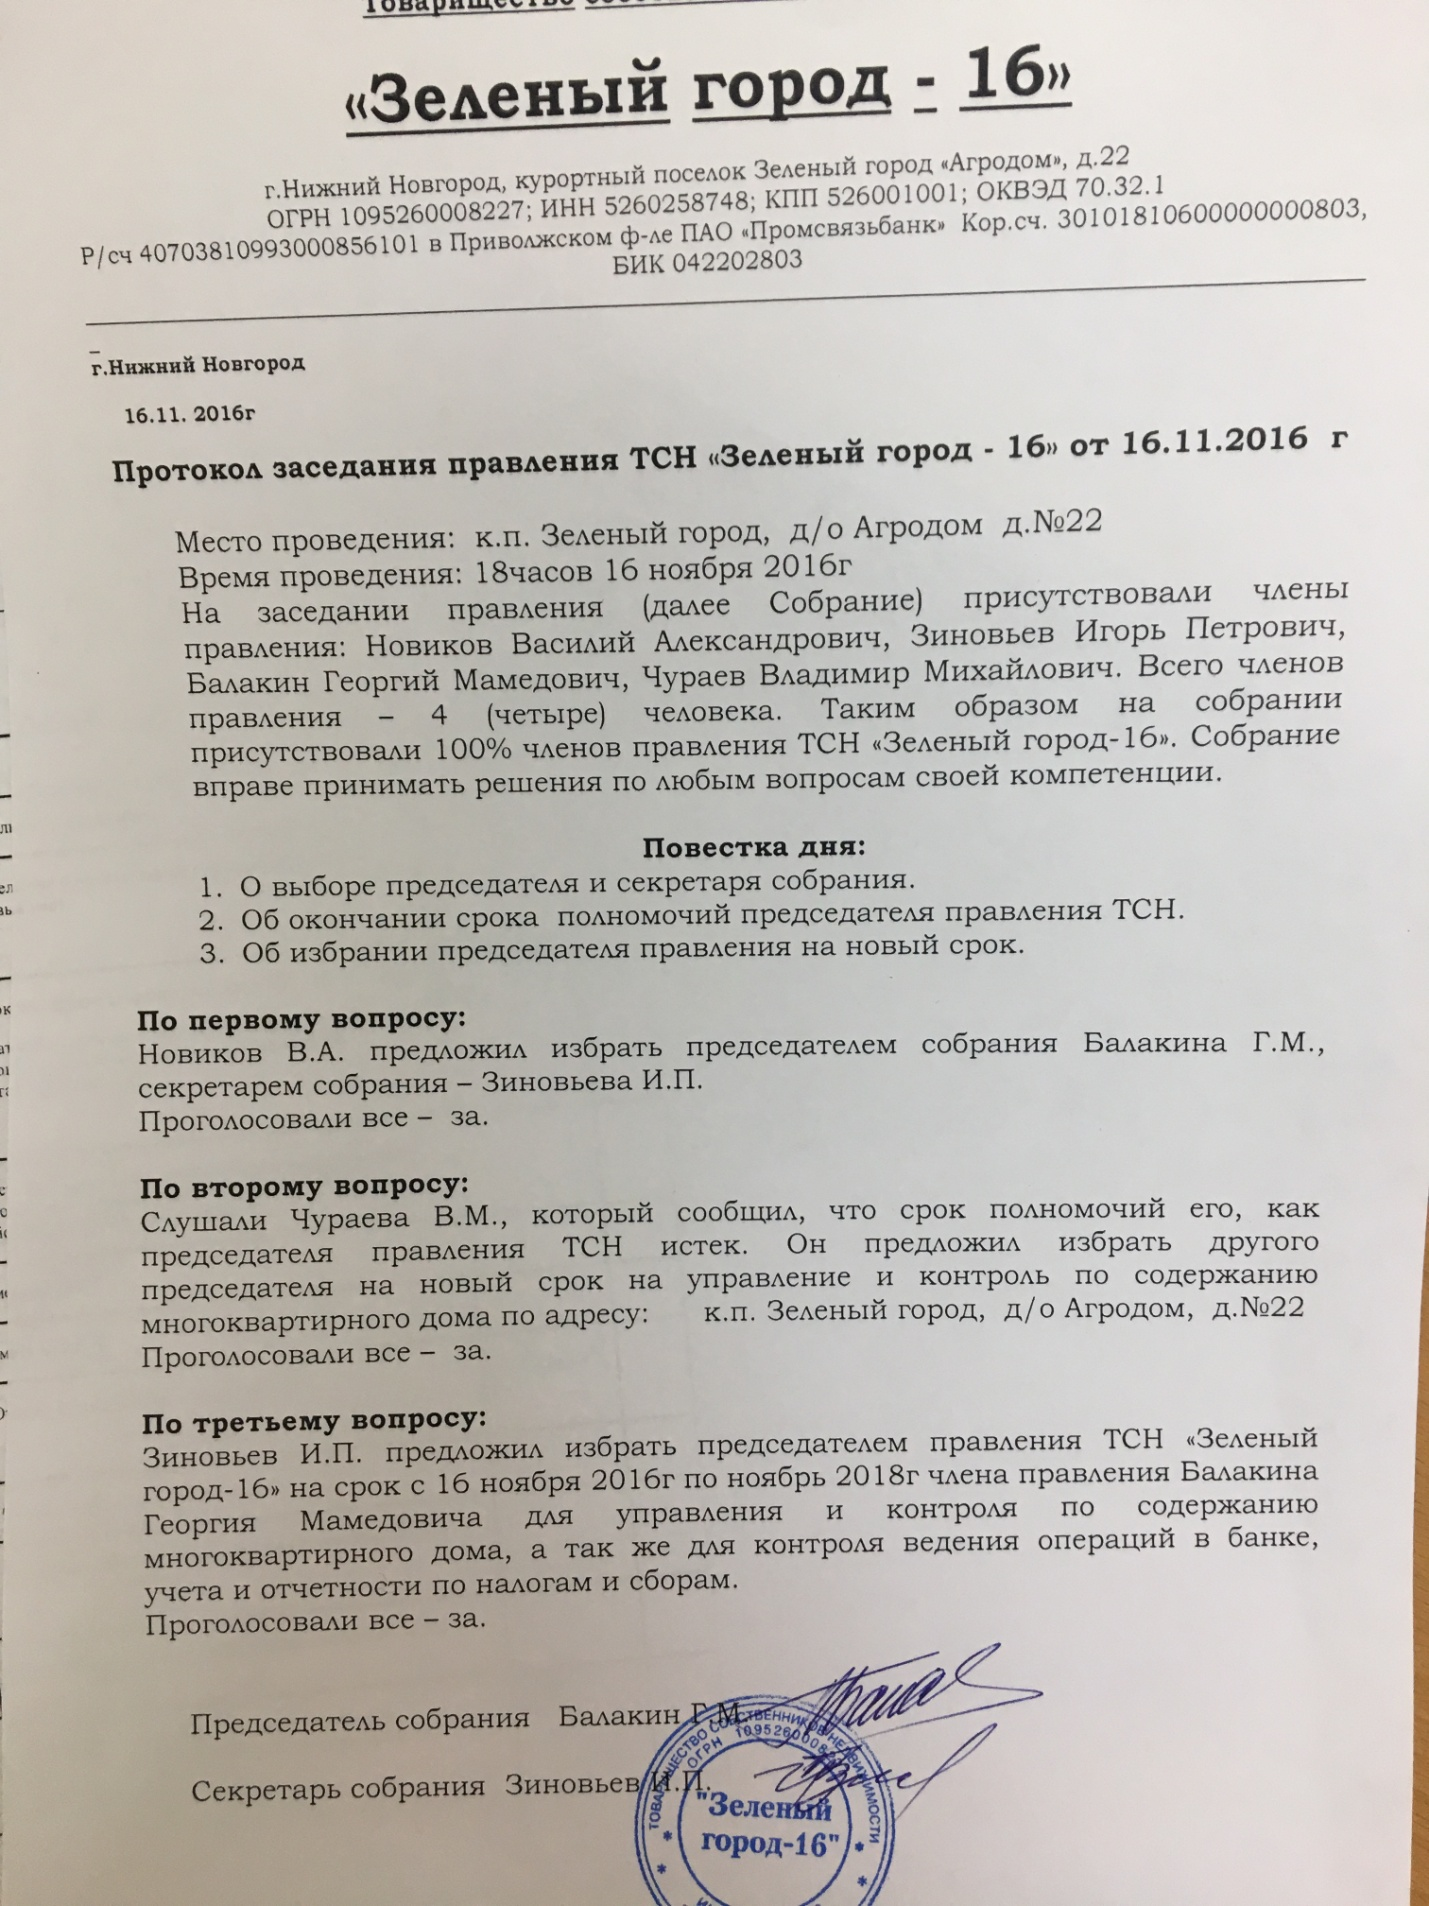 Товарищество
«Зеленый город - 16»
г.Нижний Новгород, курортный поселок Зеленый город «Агродом», д.22
ОГРН 1095260008227; ИНН 5260258748; КПП 526001001; ОКВЭД 70.32.1
Р/сч 40703810993000856101 в Приволжском ф-ле ПАО «Промсвязьбанк» Кор.сч. 30101810600000000803,
БИК 042202803
г.Нижний Новгород
16.11. 2016г
Протокол заседания правления ТСН «Зеленый город - 16» от 16.11.2016 г
Место проведения: к.п. Зеленый город, д/о Агродом д.№22
Время проведения: 18часов 16 ноября 2016г
На заседании правления (далее Собрание) присутствовали члены
правления: Новиков Василий Александрович, Зиновьев Игорь Петрович,
Балакин Георгий Мамедович, Чураев Владимир Михайлович. Всего членов
правления – 4 (четыре) человека. Таким образом на собрании
присутствовали 100% членов правления ТСН «Зеленый город-16». Собрание
вправе принимать решения по любым вопросам своей компетенции.
Повестка дня:
1. О выборе председателя и секретаря собрания.
2. Об окончании срока полномочий председателя правления ТСН.
3. Об избрании председателя правления на новый срок.
По первому вопросу:
Новиков В.А. предложил избрать председателем собрания Балакина Г.М.,
секретарем собрания – Зиновьева И.П.
Проголосовали все – за.
По второму вопросу:
Слушали Чураева В.М., который сообщил, что срок полномочий его, как
председателя правления ТСН истек. Он предложил избрать другого
председателя на новый срок на управление и контроль по содержанию
многоквартирного дома по адресу: к.п. Зеленый город, д/о Агродом, д.№22
Проголосовали все – за.
По третьему вопросу:
Зиновьев И.П. предложил избрать председателем правления ТСН «Зеленый
город-16» на срок с 16 ноября 2016г по ноябрь 2018г члена правления Балакина
Георгия Мамедовича для управления и контроля по содержанию
многоквартирного дома, а так же для контроля ведения операций в банке,
учета и отчетности по налогам и сборам.
Проголосовали все – за.
Председатель собрания Балакин Г.М.
Секретарь собрания Зиновьев И.П.
ТОВАРИЩЕСТВО СОБСТВЕННИКОВ НЕДВИЖИМОСТИ
ОГРН 109526000
"Зеленый
город-16"